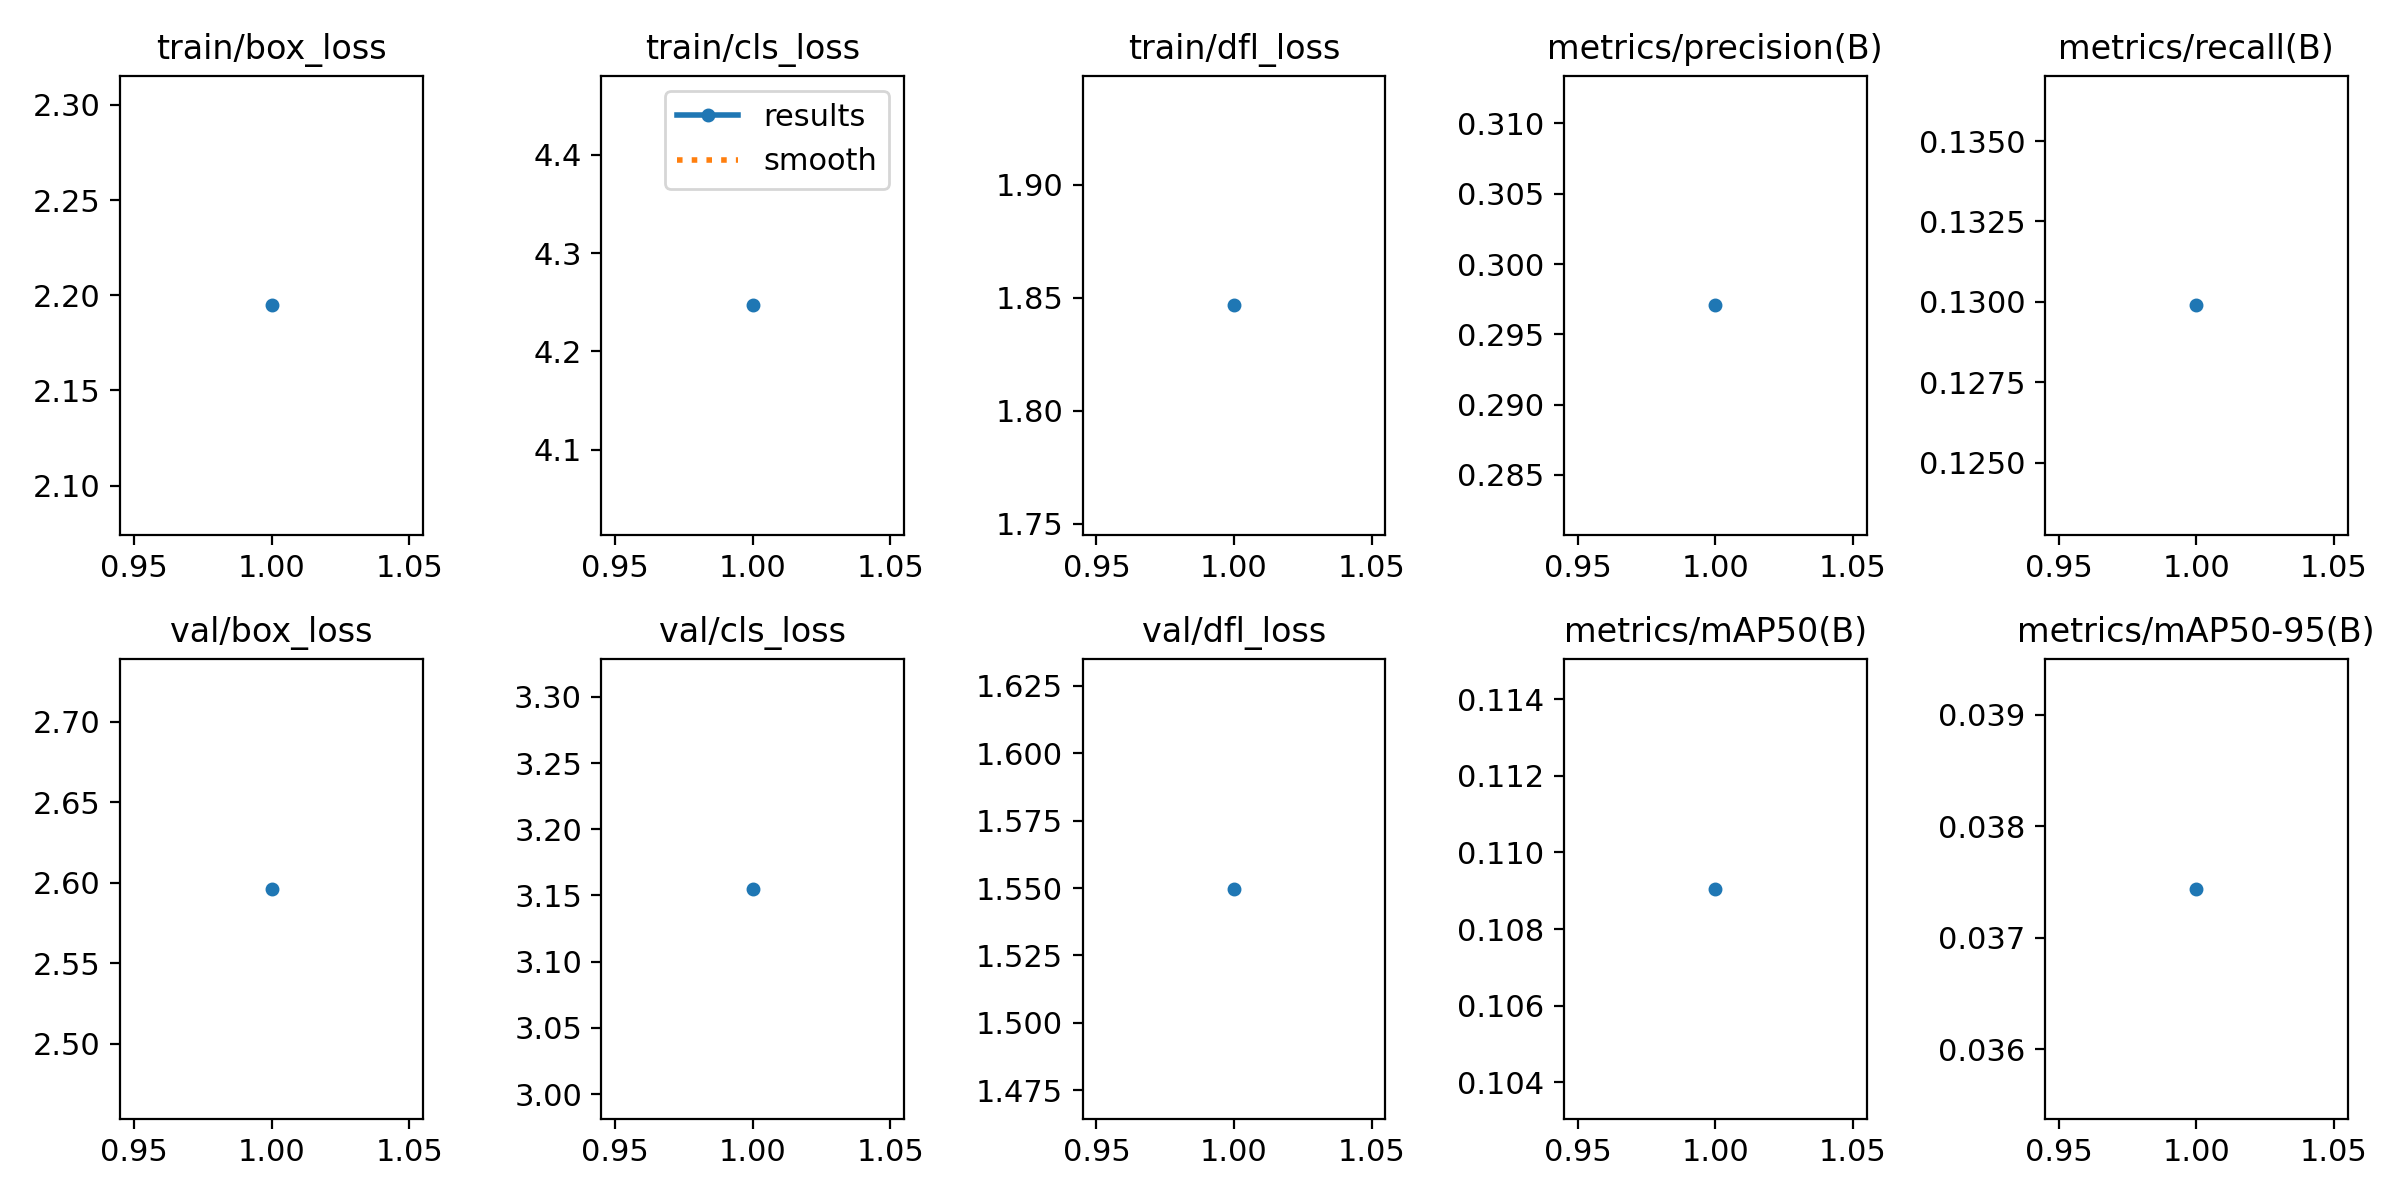 train/box_loss
2.30
2.25
2.20
2.15
2.10
0.95 1.00 1.05
train/cls_loss
results
smooth
4.4
4.3
4.2
4.1
0.95 1.00 1.05
train/dfl_loss
1.90
1.85
1.80
1.75
0.95 1.00 1.05
metrics/precision(B)
0.310
0.305
0.300
0.295
0.290
0.285
0.95 1.00 1.05
metrics/recall(B)
0.1350
0.1325
0.1300
0.1275
0.1250
0.95 1.00 1.05
val/box_loss
2.70
2.65
2.60
2.55
2.50
0.95 1.00 1.05
val/cls_loss
3.30
3.25
3.20
3.15
3.10
3.05
3.00
0.95 1.00 1.05
val/dfl_loss
1.625
1.600
1.575
1.550
1.525
1.500
1.475
0.95 1.00 1.05
metrics/mAP50(B)
0.114
0.112
0.110
0.108
0.106
0.104
0.95 1.00 1.05
metrics/mAP50-95(B)
0.039
0.038
0.037
0.036
0.95 1.00 1.05